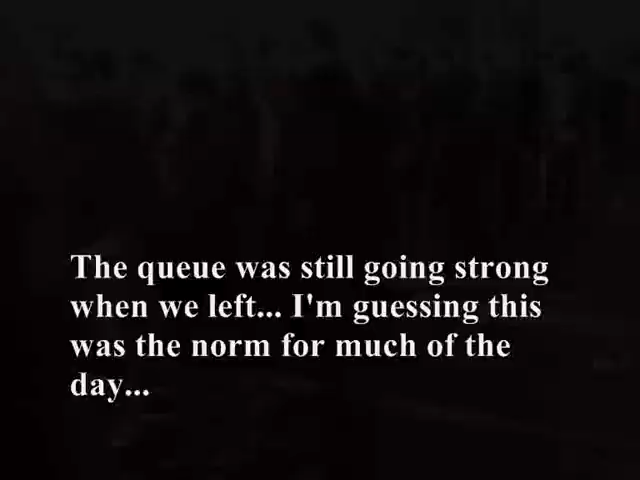 The queue was still going strong
when we left... I'm guessing this
was the norm for much of the
day...